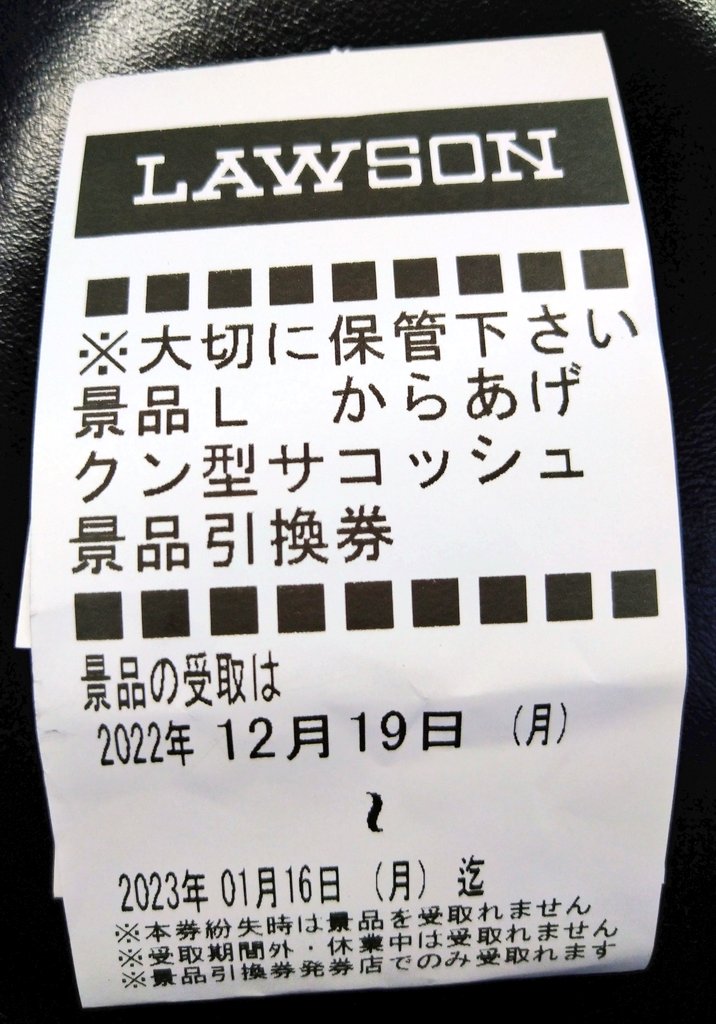 LAWSON
■■■■■■■■■
※大切に保管下さい
景品L　からあげ
クン型サコッシュ
景品引換券
■■■■■■■■■
景品の受取は
2022年 12月19日 (月)
～
2023年 01月16日 (月) 迄
※本券紛失時は景品を受取れません
※受取期間外・休業中は受取れません
※景品引換券発券店でのみ受取れます